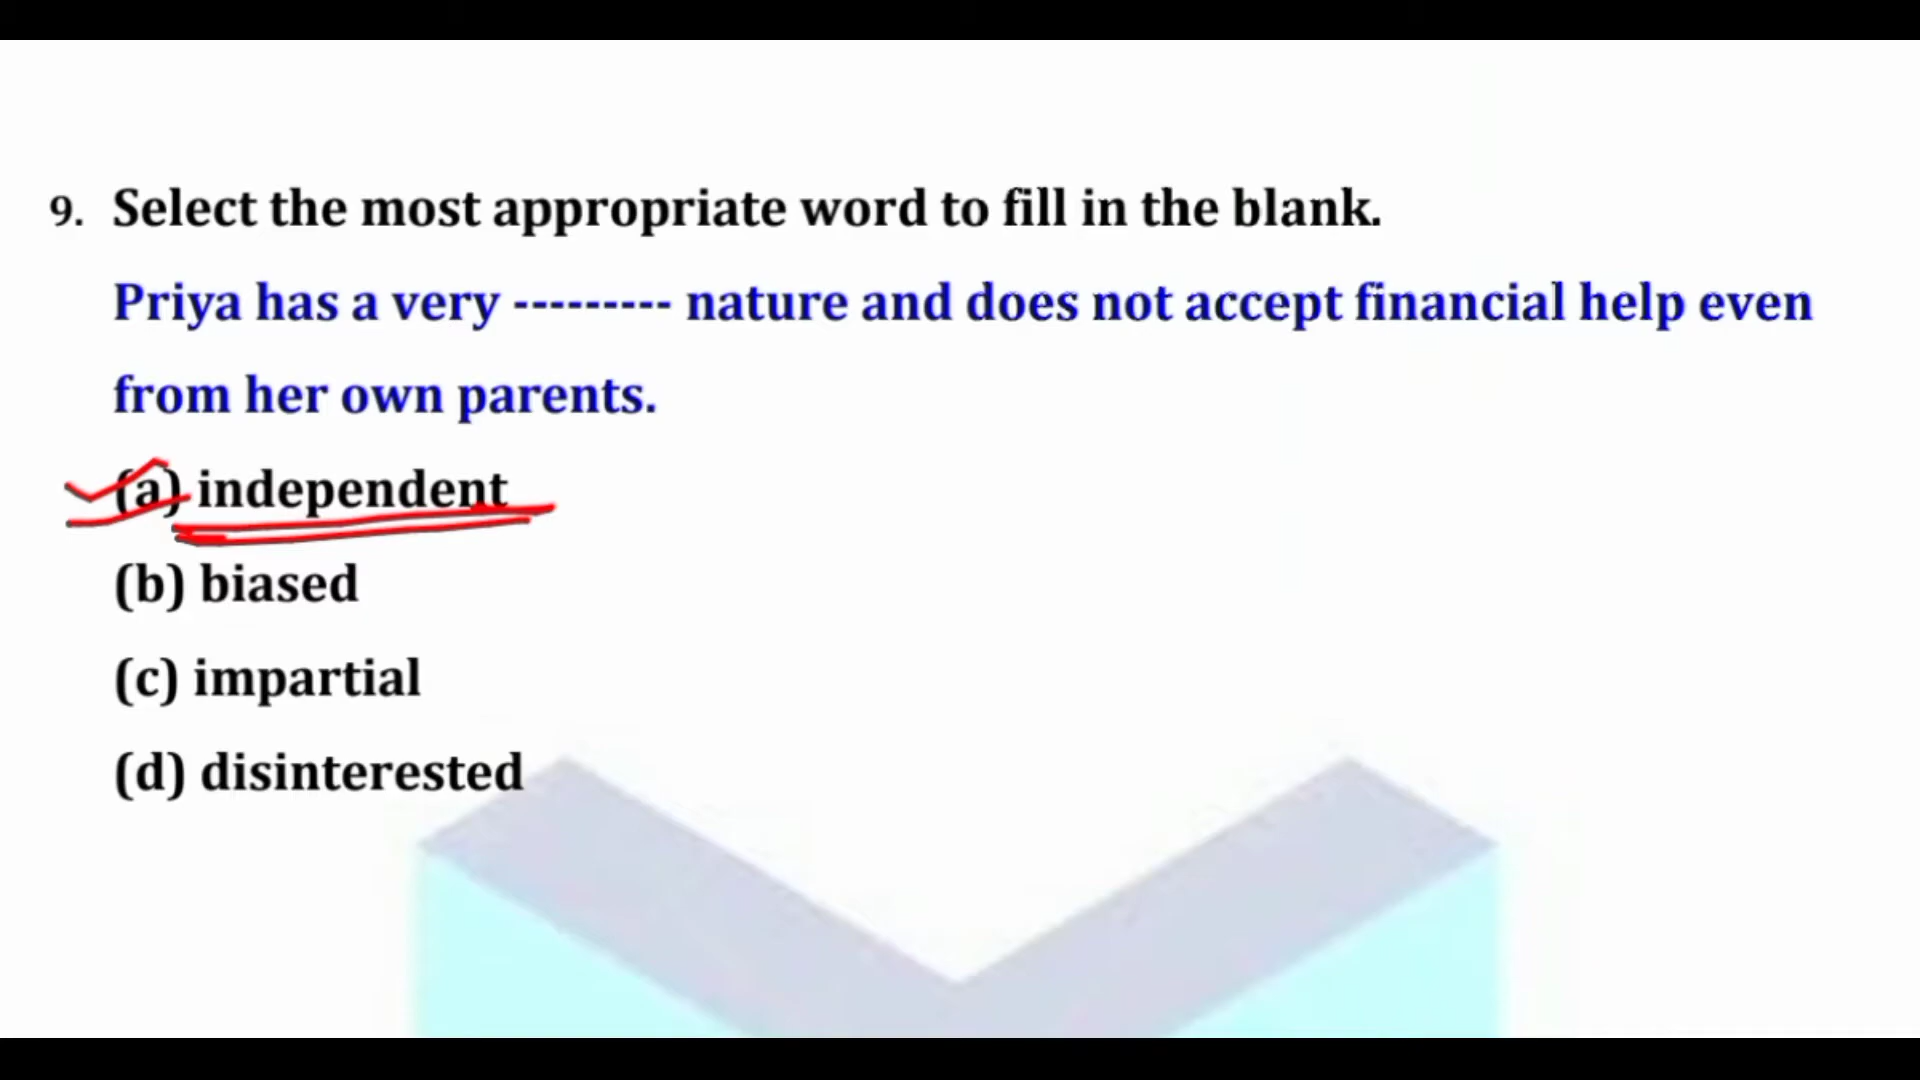 9. Select the most appropriate word to fill in the blank.
Priya has a very --------- nature and does not accept financial help even
from her own parents.
(a) independent
(b) biased
(c) impartial
(d) disinterested